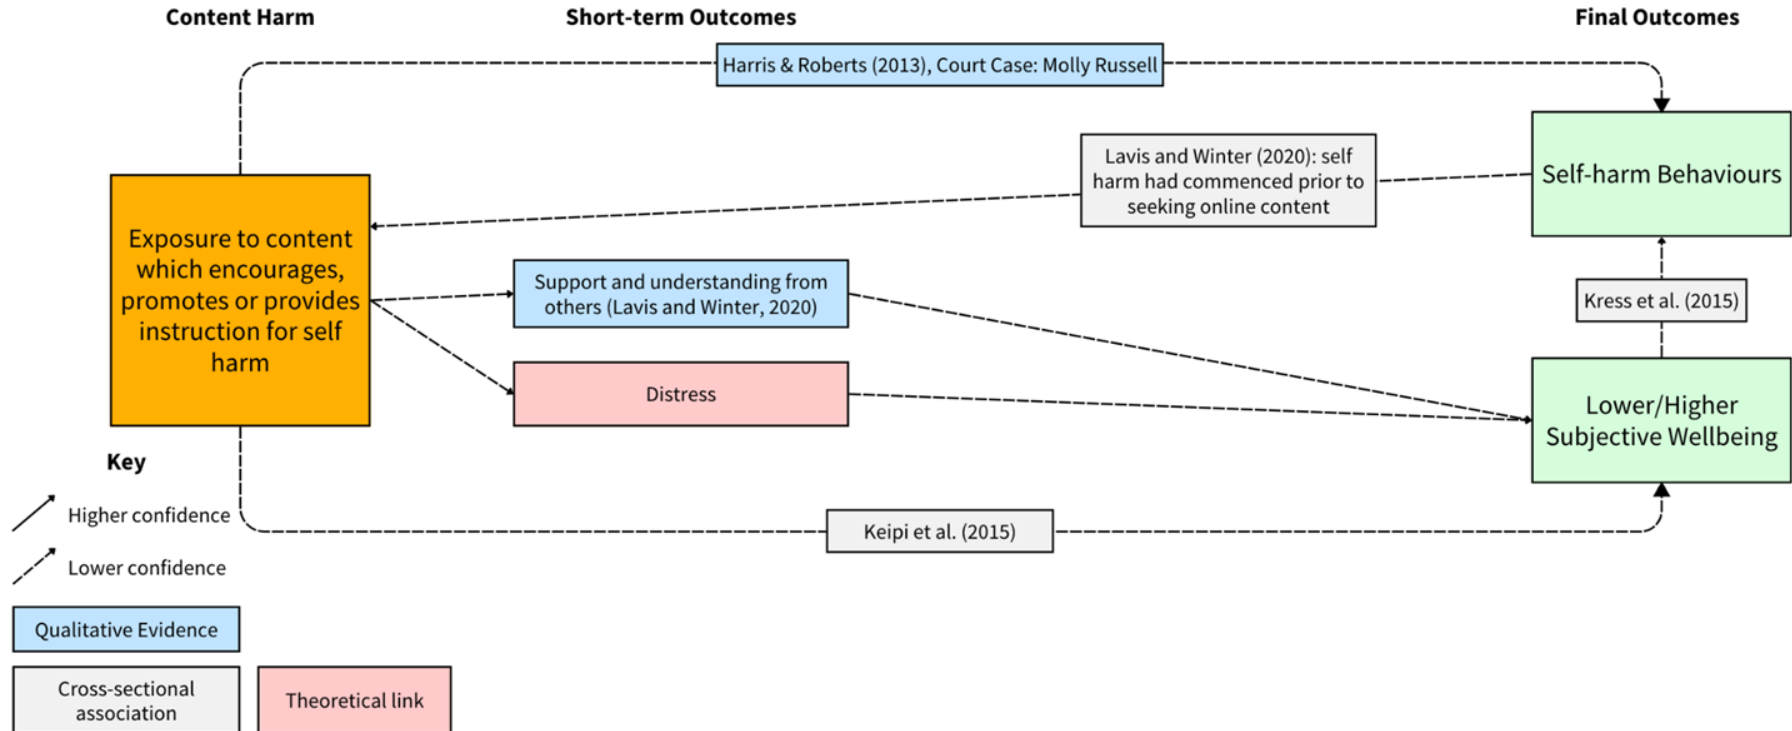 Content Harm
Short-term Outcomes
Final Outcomes
Harris & Roberts (2013), Court Case: Molly Russell
Lavis and Winter (2020): self
harm had commenced prior to
seeking online content
Self-harm Behaviours
Exposure to content
which encourages,
promotes or provides
instruction for self
harm
Support and understanding from
others (Lavis and Winter, 2020)
Kress et al. (2015)
Distress
Lower/Higher
Subjective Wellbeing
Keipi et al. (2015)
Key
Higher confidence
Lower confidence
Qualitative Evidence
Cross-sectional
association
Theoretical link